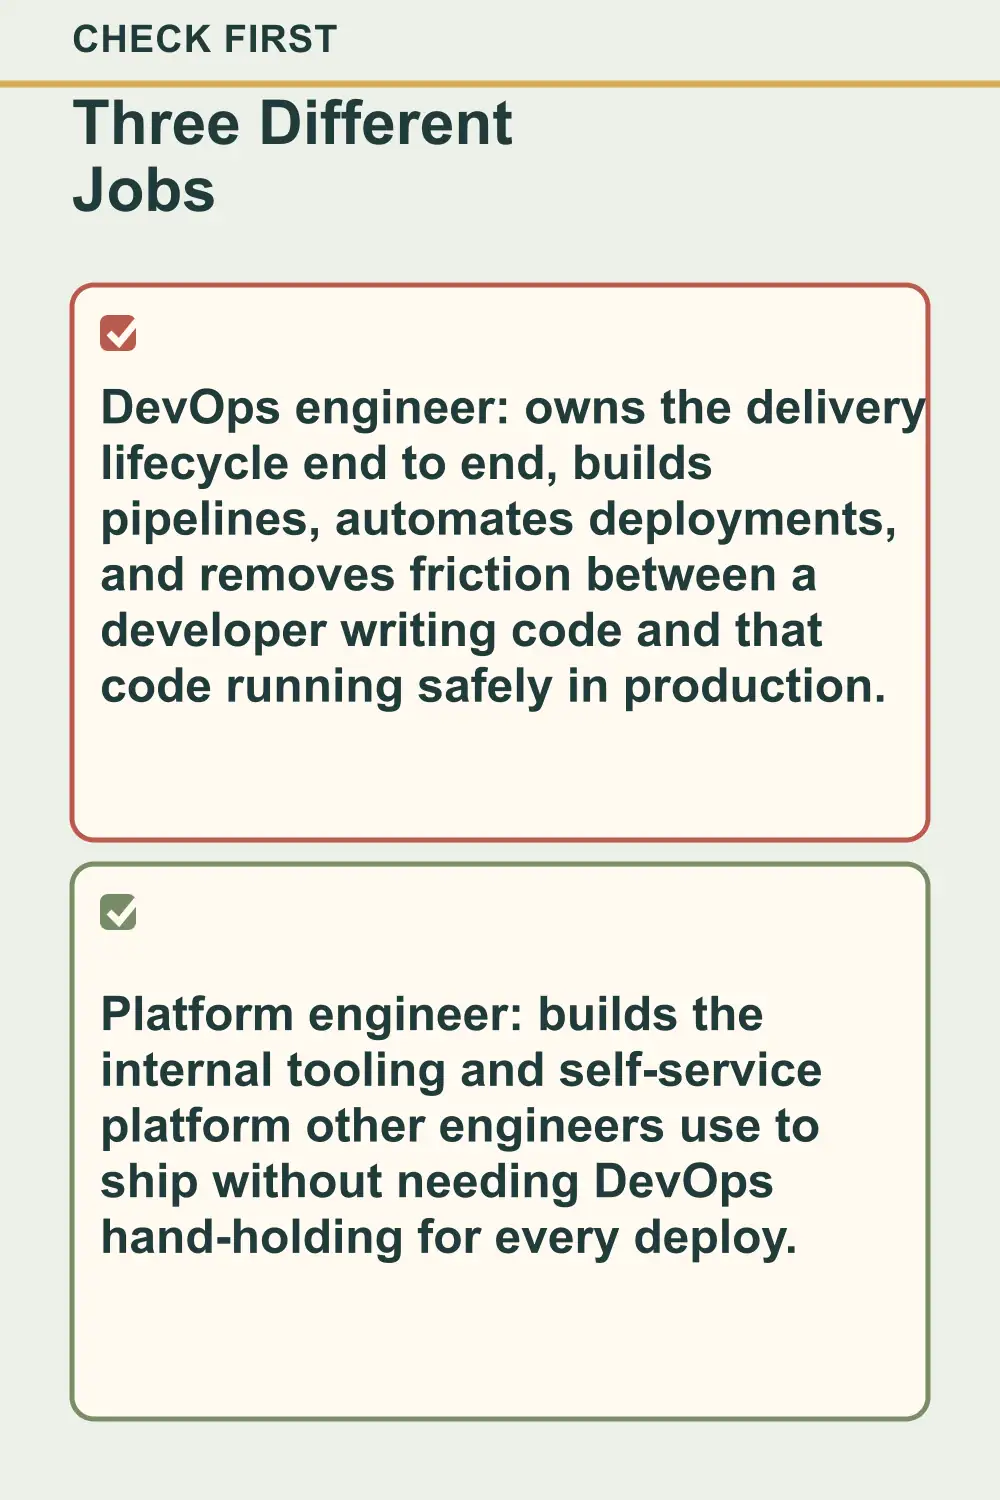 CHECK FIRST
Three Different
Jobs
DevOps engineer: owns the delivery
lifecycle end to end, builds
pipelines, automates deployments,
and removes friction between a
developer writing code and that
code running safely in production.
Platform engineer: builds the
internal tooling and self-service
platform other engineers use to
ship without needing DevOps
hand-holding for every deploy.